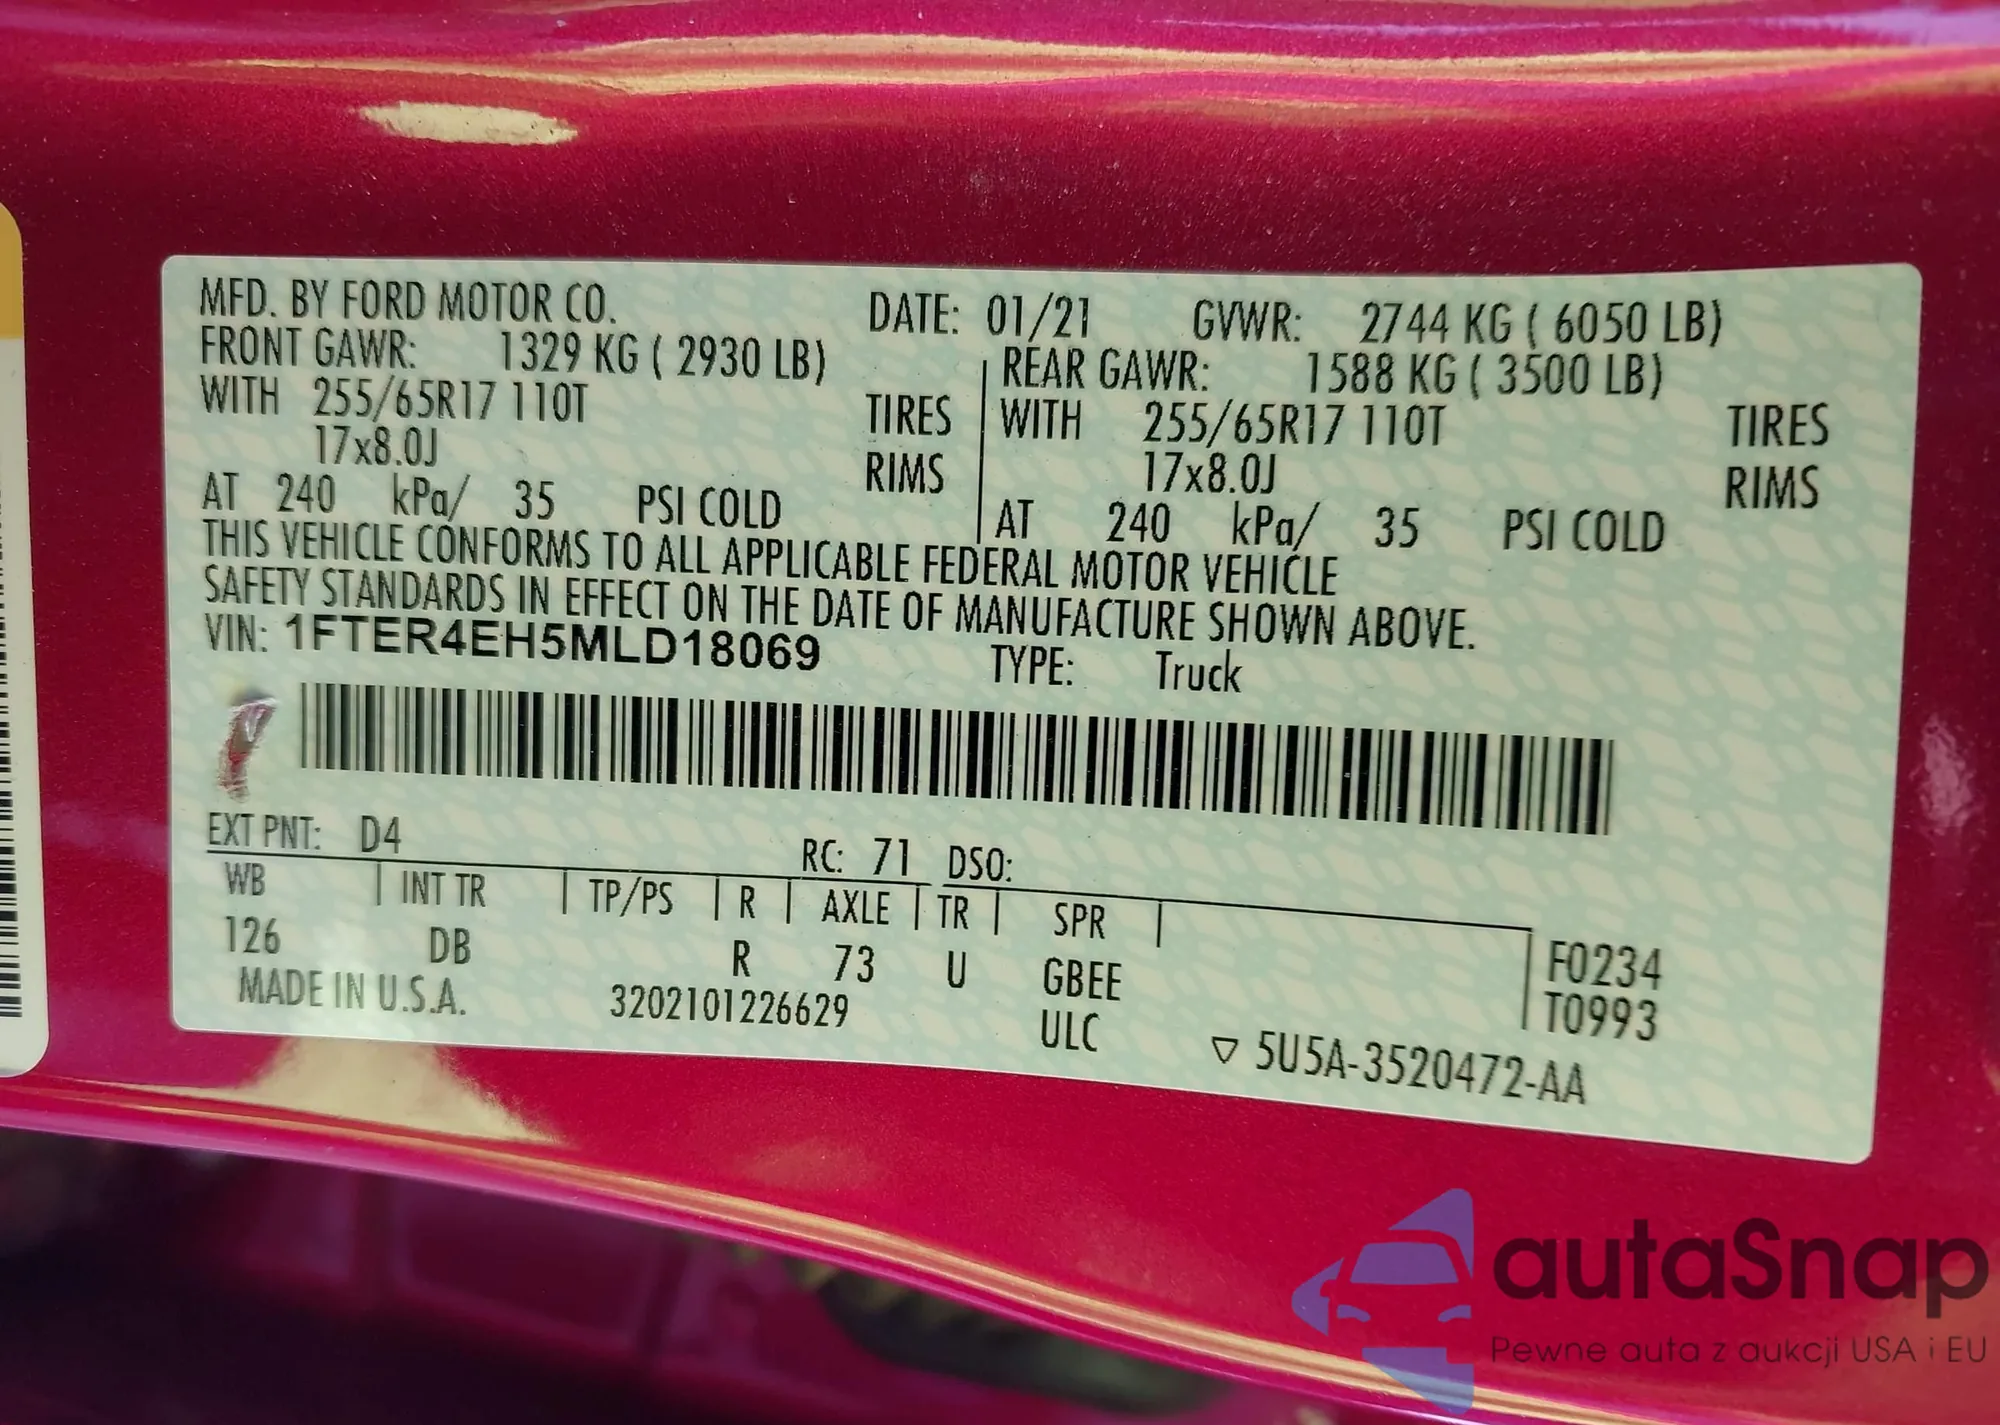 MFD. BY FORD MOTOR CO.
DATE: 01/21 GVWR: 2744 KG ( 6050 LB)
FRONT GAWR: 1329 KG ( 2930 LB)
REAR GAWR: 1588 KG ( 3500 LB)
WITH 255/65R17 110T TIRES
WITH 255/65R17 110T TIRES
17x8.0J RIMS
17x8.0J RIMS
AT 240 kPa/ 35 PSI COLD
AT 240 kPa/ 35 PSI COLD
THIS VEHICLE CONFORMS TO ALL APPLICABLE FEDERAL MOTOR VEHICLE
SAFETY STANDARDS IN EFFECT ON THE DATE OF MANUFACTURE SHOWN ABOVE.
VIN: 1FTER4EH5MLD18069
TYPE: Truck
EXT PNT: D4 RC: 71 DSO:
WB | INT TR | TP/PS | R | AXLE | TR | SPR |
126 DB R 73 U GBEE
F0234
T0993
MADE IN U.S.A. 3202101226629 ULC
▽ 5U5A-3520472-AA
autaSnap
Pewne auta z aukcji USA i EU